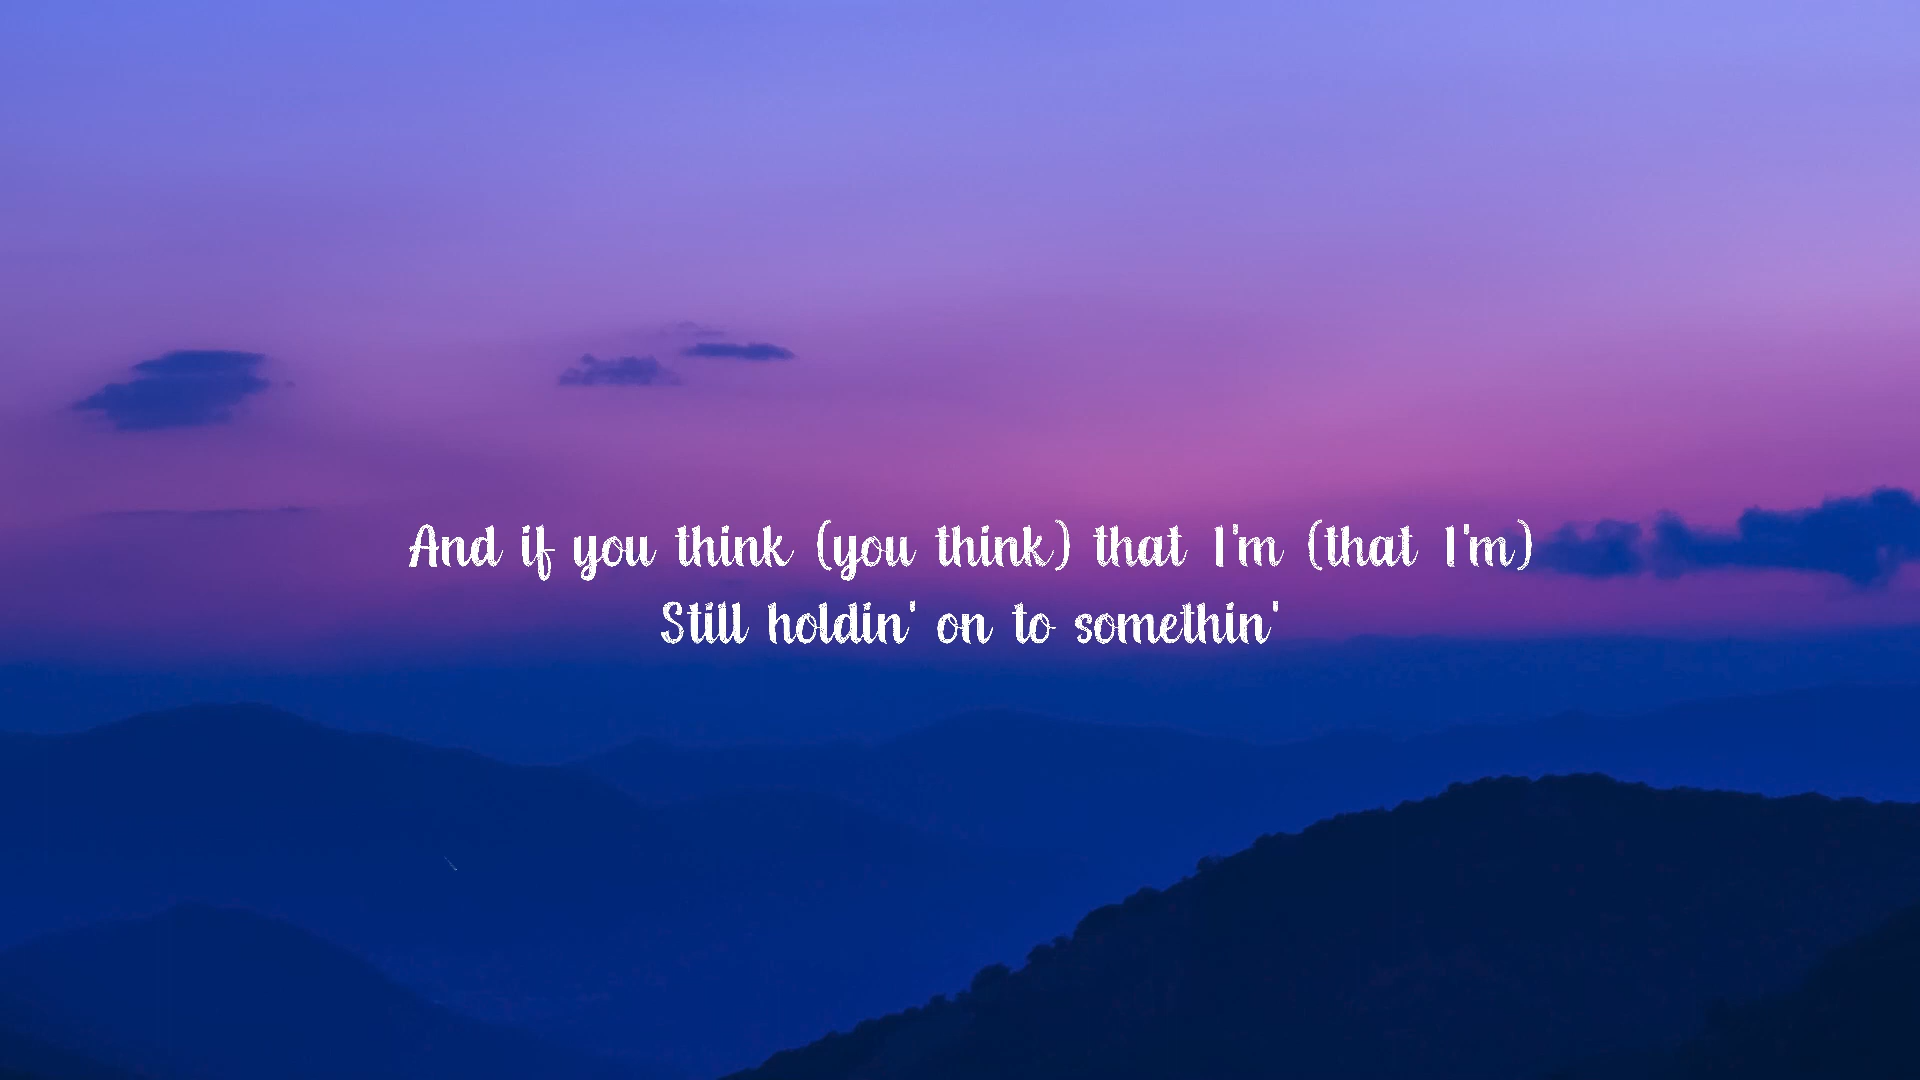 And if you think (you think) that I'm (that I'm)
Still holdin' on to somethin'